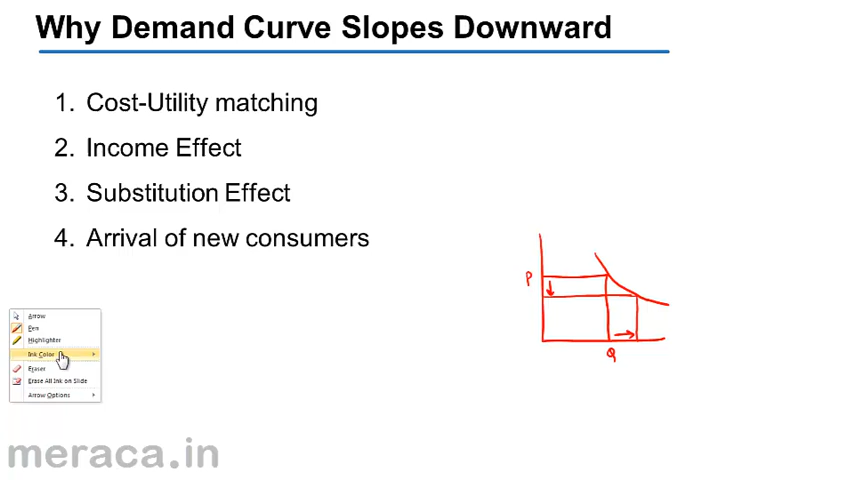 Why Demand Curve Slopes Downward
1. Cost-Utility matching
2. Income Effect
3. Substitution Effect
4. Arrival of new consumers
P
Q
Arrow
Pen
Highlighter
Ink Color
Eraser
Erase All Ink on Slide
Arrow Options
meraca.in